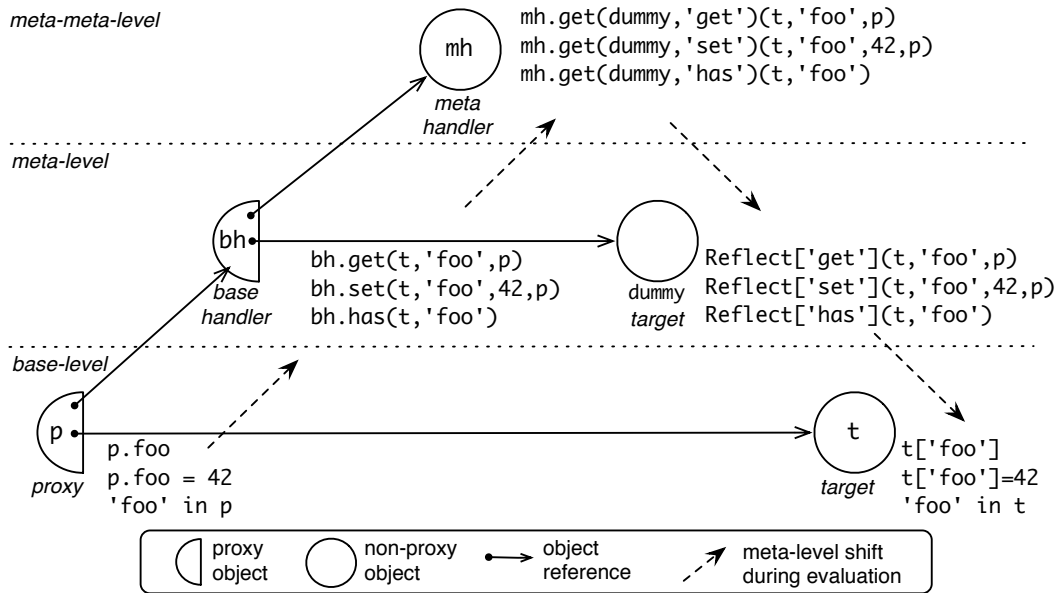 meta-meta-level
mh
meta
handler
mh.get(dummy,'get')(t,'foo',p)
mh.get(dummy,'set')(t,'foo',42,p)
mh.get(dummy,'has')(t,'foo')
meta-level
bh
base
handler
bh.get(t,'foo',p)
bh.set(t,'foo',42,p)
bh.has(t,'foo')
dummy
target
Reflect['get'](t,'foo',p)
Reflect['set'](t,'foo',42,p)
Reflect['has'](t,'foo')
base-level
p
proxy
p.foo
p.foo = 42
'foo' in p
t
target
t['foo']
t['foo']=42
'foo' in t
proxy
object
non-proxy
object
object
reference
meta-level shift
during evaluation